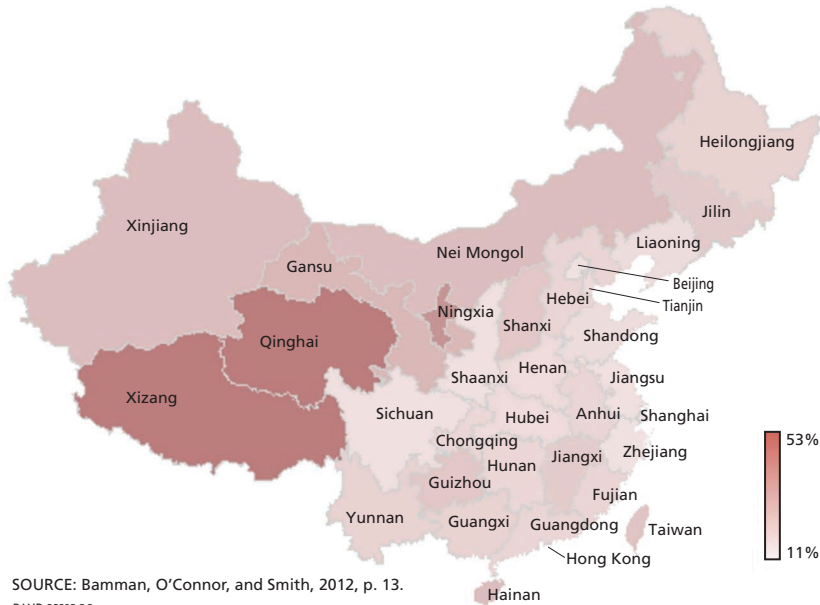 Heilongjiang
Jilin
Xinjiang
Liaoning
Nei Mongol
Gansu
Beijing
Hebei
Tianjin
Ningxia
Shanxi
Shandong
Qinghai
Henan
Shaanxi
Jiangsu
Xizang
Sichuan
Hubei
Anhui
Shanghai
Chongqing
53%
Zhejiang
Jiangxi
Hunan
Guizhou
Fujian
Yunnan
Guangxi
Guangdong
Taiwan
11%
Hong Kong
SOURCE: Bamman, O’Connor, and Smith, 2012, p. 13.
Hainan